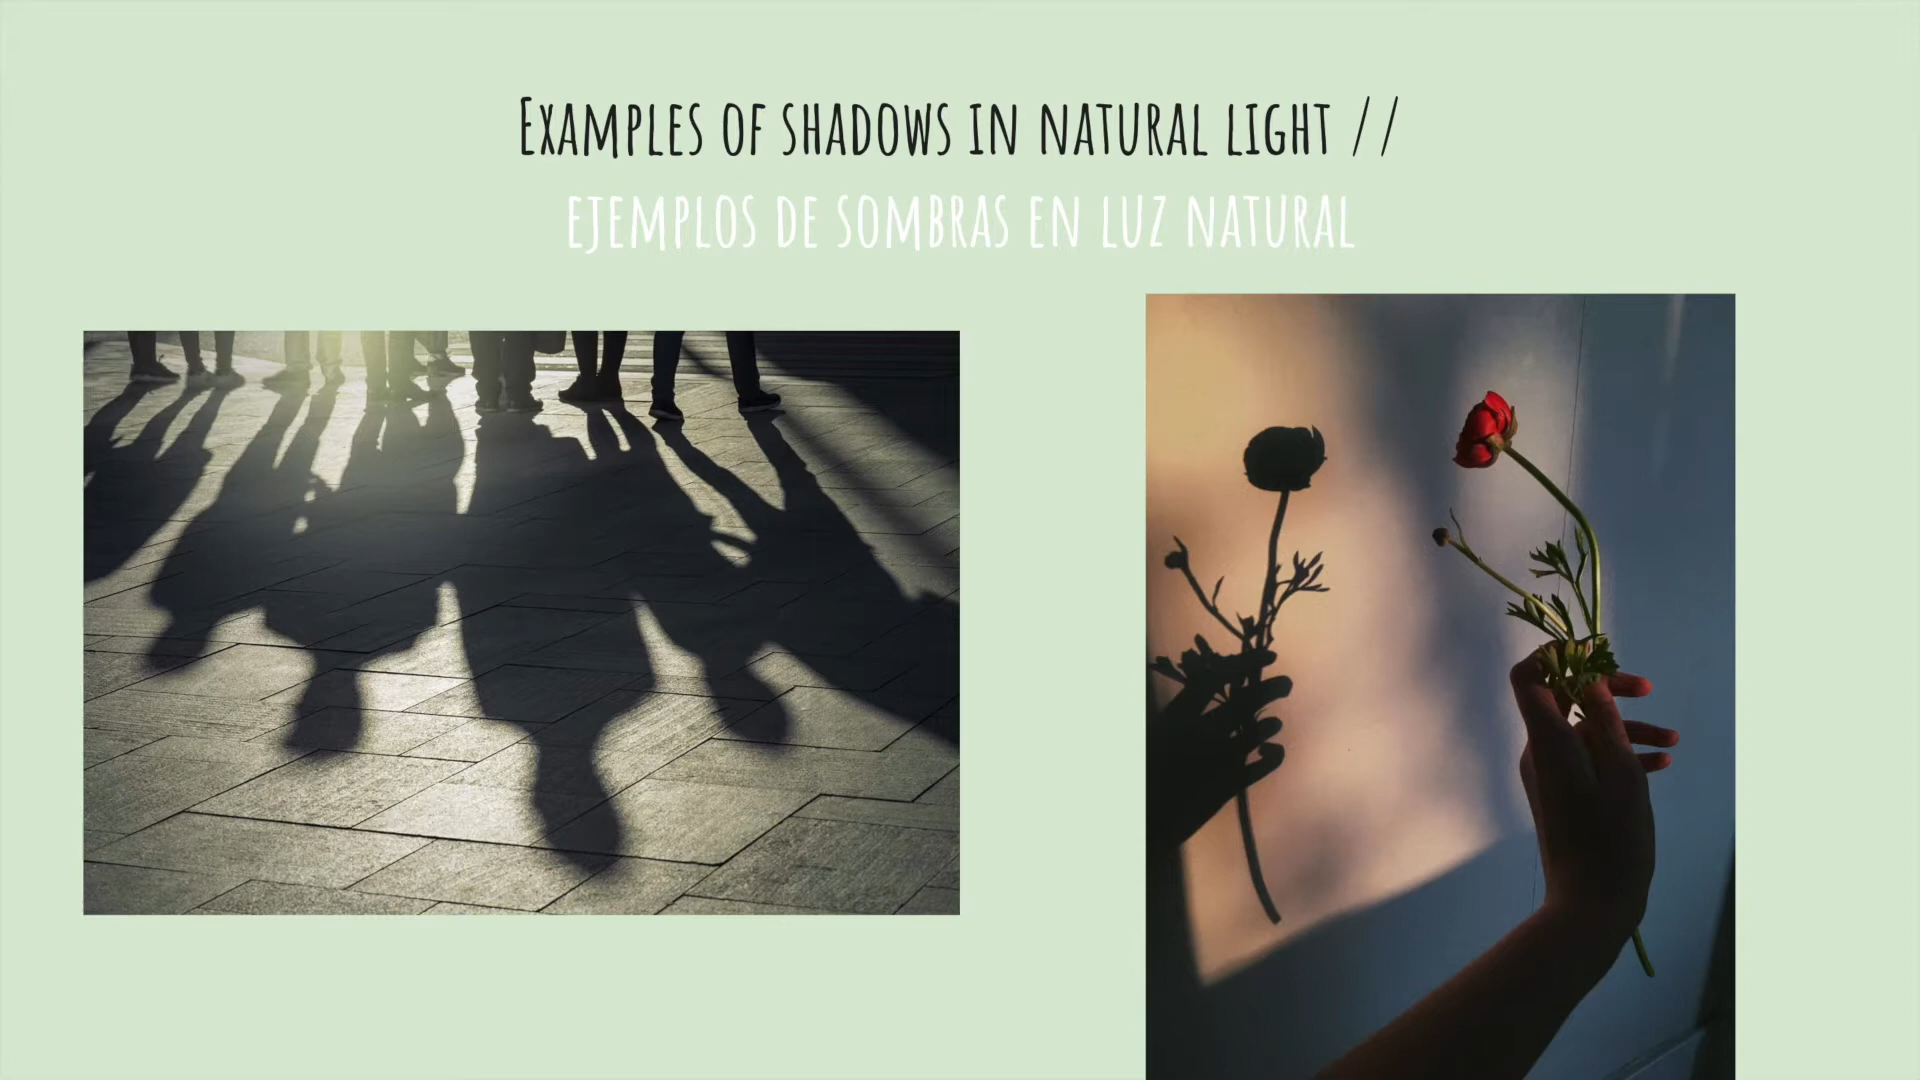 Examples of shadows in natural light //
ejemplos de sombras en luz natural